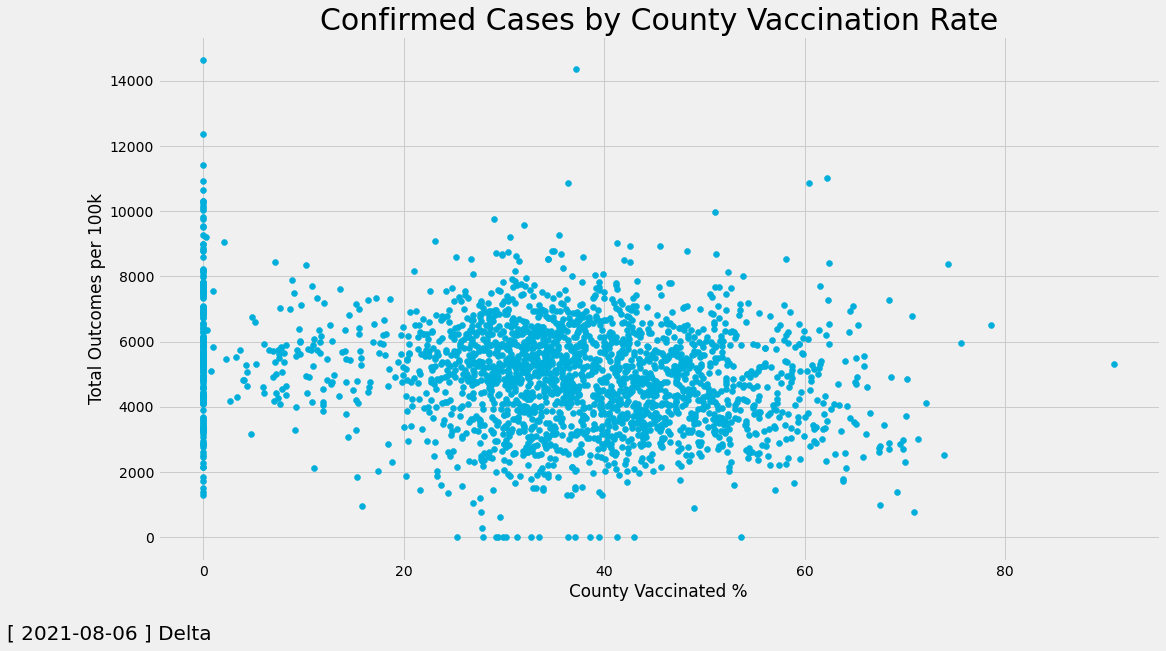 Confirmed Cases by County Vaccination Rate
Total Outcomes per 100k
14000
12000
10000
8000
6000
4000
2000
0
0 20 40 60 80
County Vaccinated %
[ 2021-08-06 ] Delta